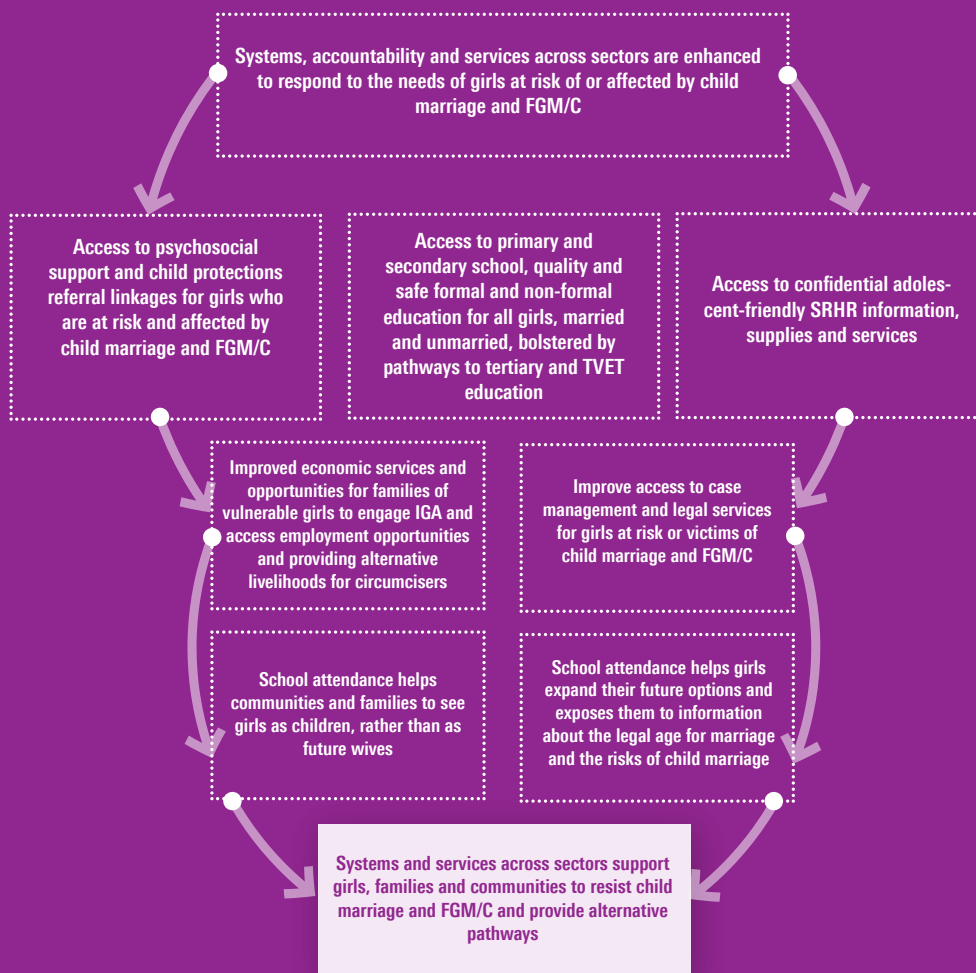 Systems, accountability and services across sectors are enhanced
to respond to the needs of girls at risk of or affected by child
marriage and FGM/C
Access to psychosocial
support and child protections
referral linkages for girls who
are at risk and affected by
child marriage and FGM/C
Access to primary and
secondary school, quality and
safe formal and non-formal
education for all girls, married
and unmarried, bolstered by
pathways to tertiary and TVET
education
Access to confidential adoles-
cent-friendly SRHR information,
supplies and services
Improved economic services and
opportunities for families of
vulnerable girls to engage IGA and
access employment opportunities
and providing alternative
livelihoods for circumcisers
Improve access to case
management and legal services
for girls at risk or victims of
child marriage and FGM/C
School attendance helps
communities and families to see
girls as children, rather than as
future wives
School attendance helps girls
expand their future options and
exposes them to information
about the legal age for marriage
and the risks of child marriage
Systems and services across sectors support
girls, families and communities to resist child
marriage and FGM/C and provide alternative
pathways